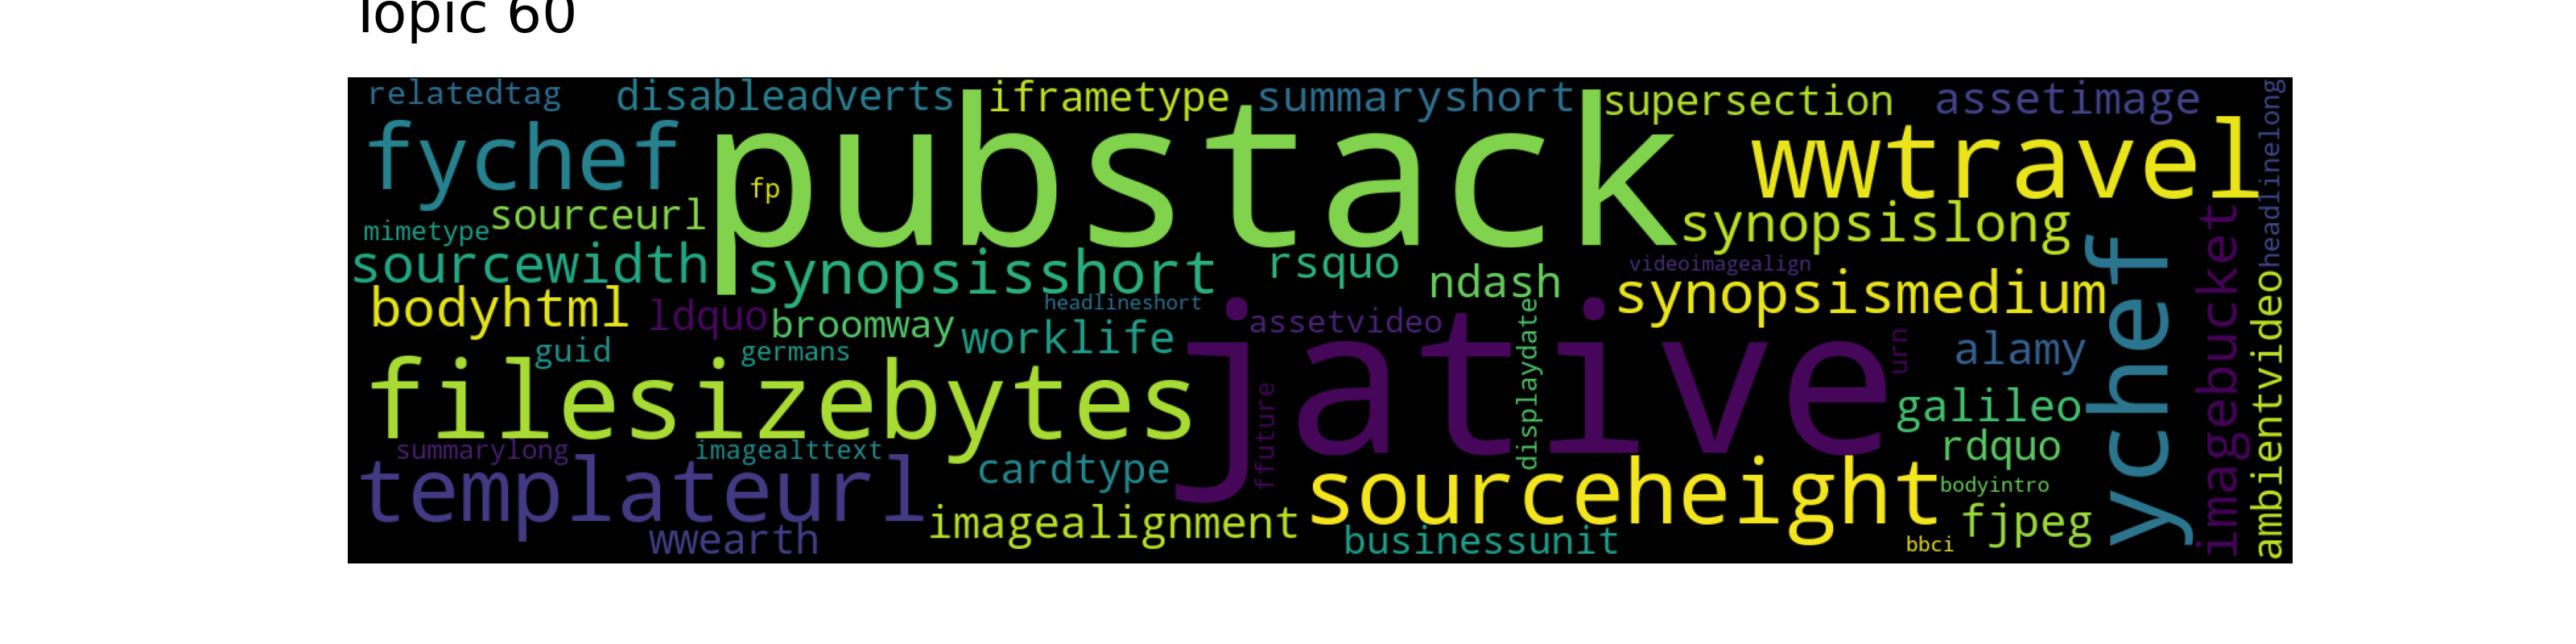 Topic 60
relatedtag disableadverts iframetype summaryshort supersection assetimage headlinelong
fychef pubstack wwtravel
fp
sourceurl synopsislong
mimetype
sourcewidth synopsisshort rsquo ndash videoimagealign synopsismedium ychef imagebucket
bodyhtml ldquo headlineshort
broomway worklife assetvideo displaydate urn alamy ambientvideo
guid germans jative
filesizebytes ffuture galileo
summarylong imagealttext rdquo
templateurl cardtype sourceheight bodyintro
imagealignment fjpeg
wwearth businessunit bbci